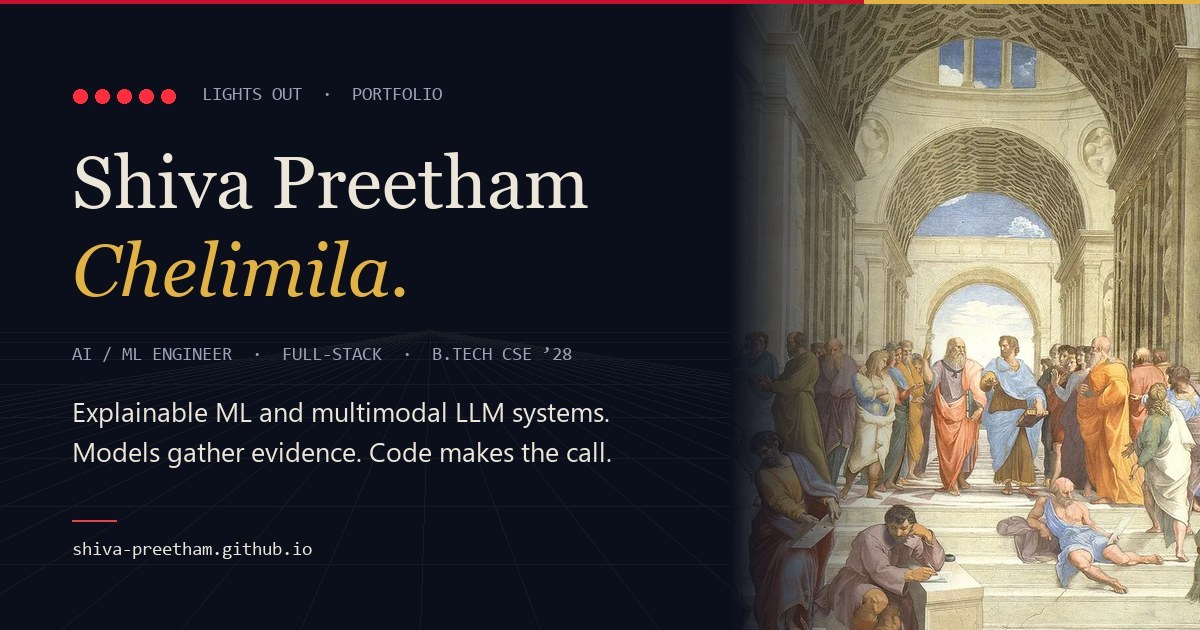 LIGHTS OUT · PORTFOLIO
Shiva Preetham
Chelimila.
AI / ML ENGINEER · FULL-STACK · B.TECH CSE ’28
Explainable ML and multimodal LLM systems.
Models gather evidence. Code makes the call.
shiva-preetham.github.io